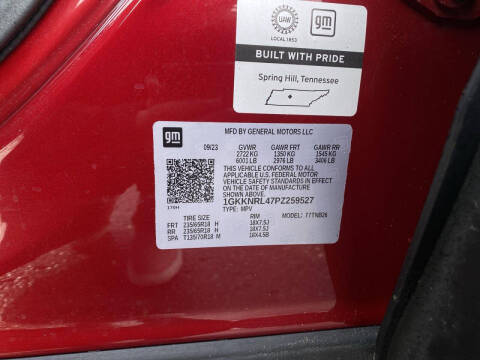 UAW
LOCAL 1853
gm
BUILT WITH PRIDE
Spring Hill, Tennessee
gm
MFD BY GENERAL MOTORS LLC
09/23 GVWR GAWR FRT GAWR RR
2722 KG 1350 KG 1545 KG
6001 LB 2976 LB 3406 LB
THIS VEHICLE CONFORMS TO ALL
APPLICABLE U.S. FEDERAL MOTOR
VEHICLE SAFETY STANDARDS IN EFFECT
ON THE DATE OF MANUFACTURE
SHOWN ABOVE.
1GKKNRL47PZ259527
TYPE: MPV MODEL: TTTNB26
TIRE SIZE RIM
FRT 235/65R18 H 18X7.5J
RR 235/65R18 H 18X7.5J
SPA T135/70R18 M 18X4.5B